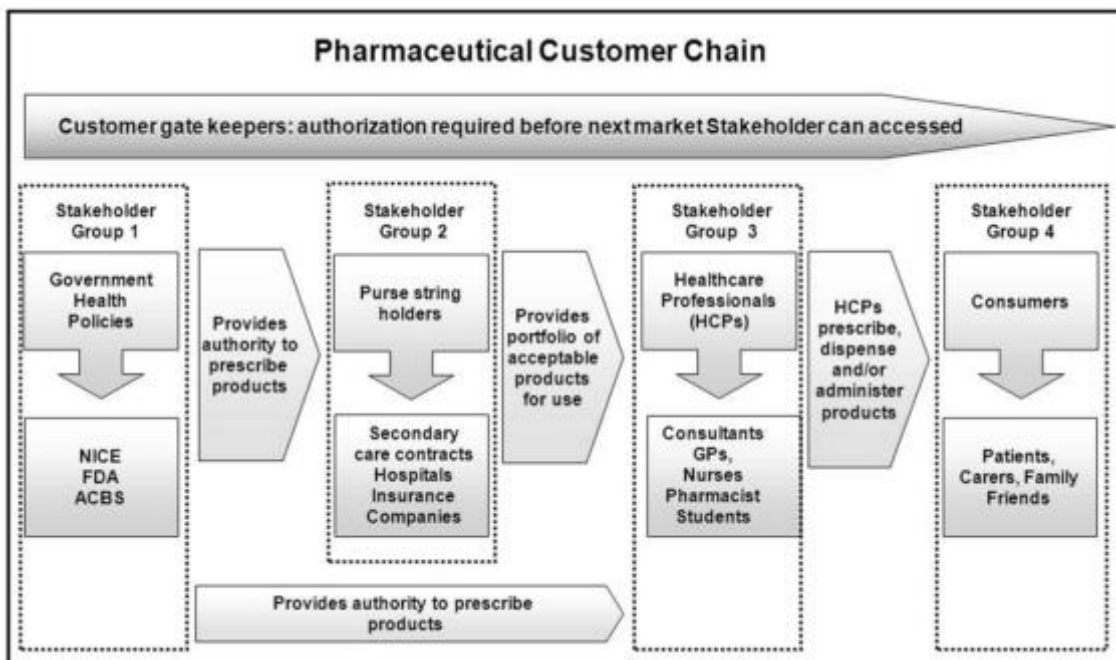 Pharmaceutical Customer Chain
Customer gate keepers: authorization required before next market Stakeholder can accessed
Stakeholder
Group 1
Government
Health
Policies
NICE
FDA
ACBS
Provides
authority to
prescribe
products
Stakeholder
Group 2
Purse string
holders
Secondary
care contracts
Hospitals
Insurance
Companies
Provides
portfolio of
acceptable
products
for use
Stakeholder
Group 3
Healthcare
Professionals
(HCPs)
Consultants
GPs,
Nurses
Pharmacist
Students
HCPs
prescribe,
dispense
and/or
administer
products
Stakeholder
Group 4
Consumers
Patients,
Carers, Family
Friends
Provides authority to prescribe
products